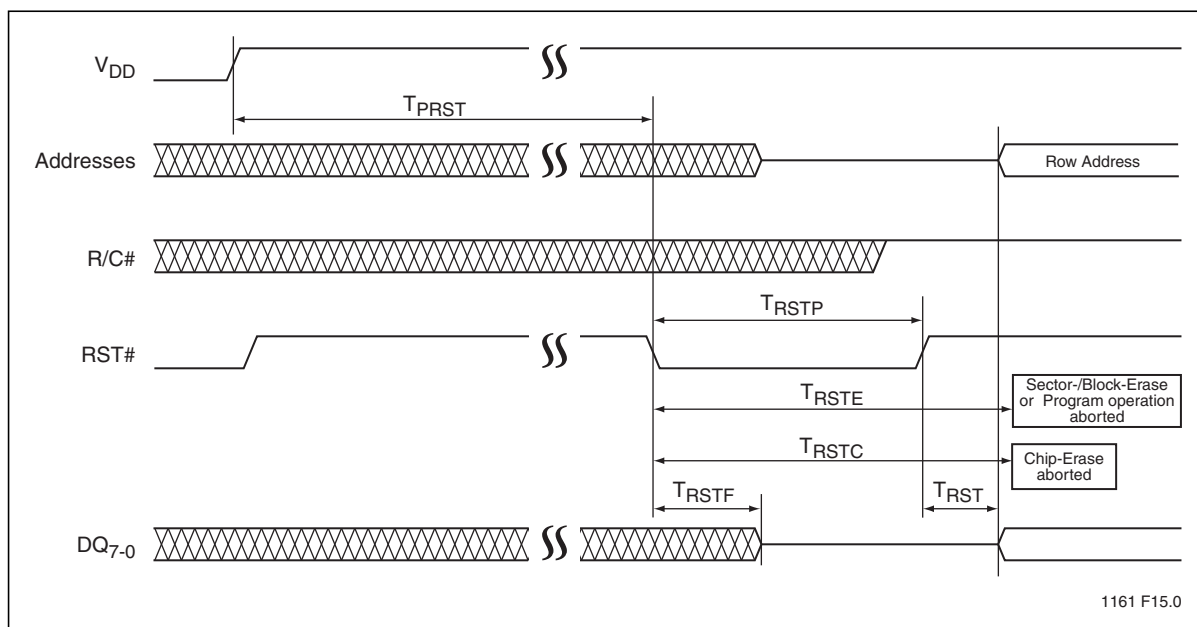 VDD
TPRST
Addresses
Row Address
R/C#
TRSTP
RST#
Sector-/Block-Erase
or Program operation
aborted
TRSTE
TRSTC
Chip-Erase
aborted
TRSTF
TRST
DQ7-0
1161 F15.0